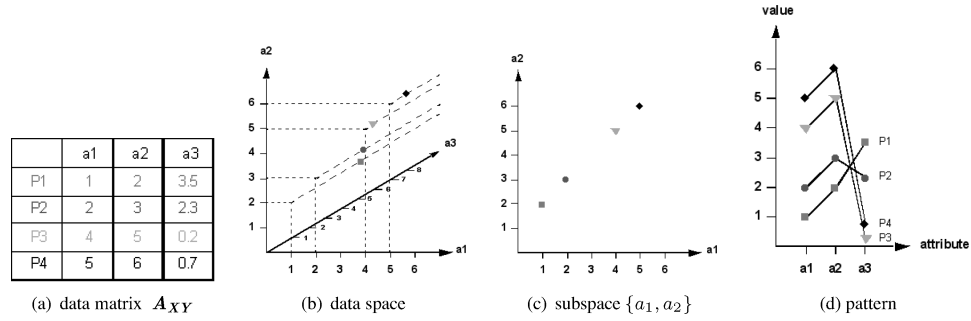 a1 a2 a3
P1 1 2 3.5
P2 2 3 2.3
P3 4 5 0.2
P4 5 6 0.7
(a) data matrix A_XY
a2
6
5
4
3
2
1
a3
8
7
6
5
4
3
2
1
1 2 3 4 5 6
a1
(b) data space
a2
6
5
4
3
2
1
1 2 3 4 5 6
a1
(c) subspace {a₁, a₂}
value
6
5
4
3
2
1
P1
P2
P4
P3
attribute
a1 a2 a3
(d) pattern